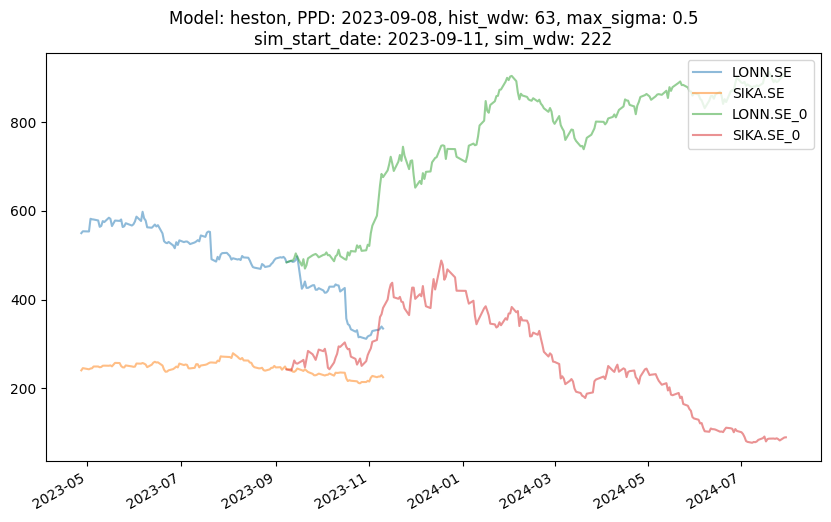 Model: heston, PPD: 2023-09-08, hist_wdw: 63, max_sigma: 0.5
sim_start_date: 2023-09-11, sim_wdw: 222
LONN.SE
SIKA.SE
LONN.SE_0
SIKA.SE_0
800
600
400
200
2023-05
2023-07
2023-09
2023-11
2024-01
2024-03
2024-05
2024-07